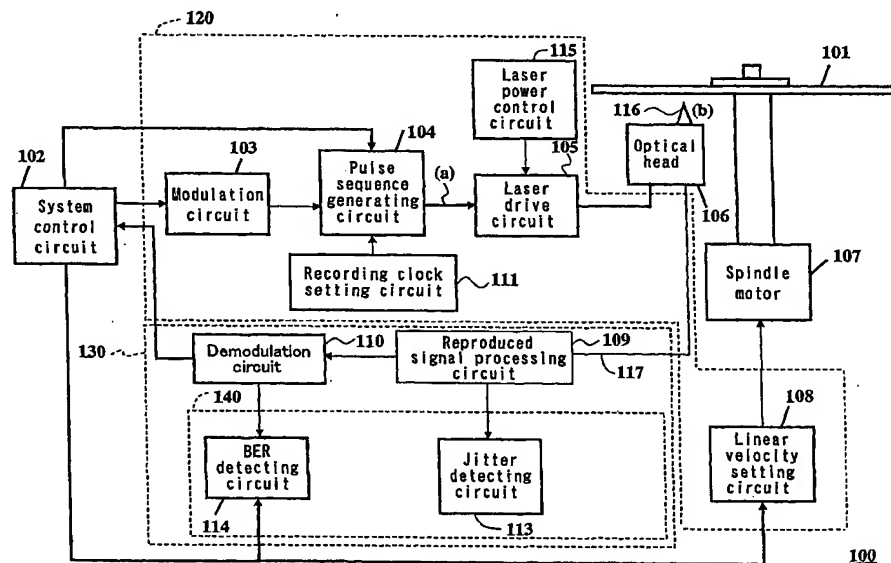 120
115
Laser
power
control
circuit
101
116
(b)
Optical
head
106
102
System
control
circuit
103
Modulation
circuit
104
Pulse
sequence
generating
circuit
(a)
105
Laser
drive
circuit
Recording clock
setting circuit
111
107
Spindle
motor
130
110
Demodulation
circuit
109
Reproduced
signal processing
circuit
117
140
BER
detecting
circuit
114
Jitter
detecting
circuit
113
108
Linear
velocity
setting
circuit
100